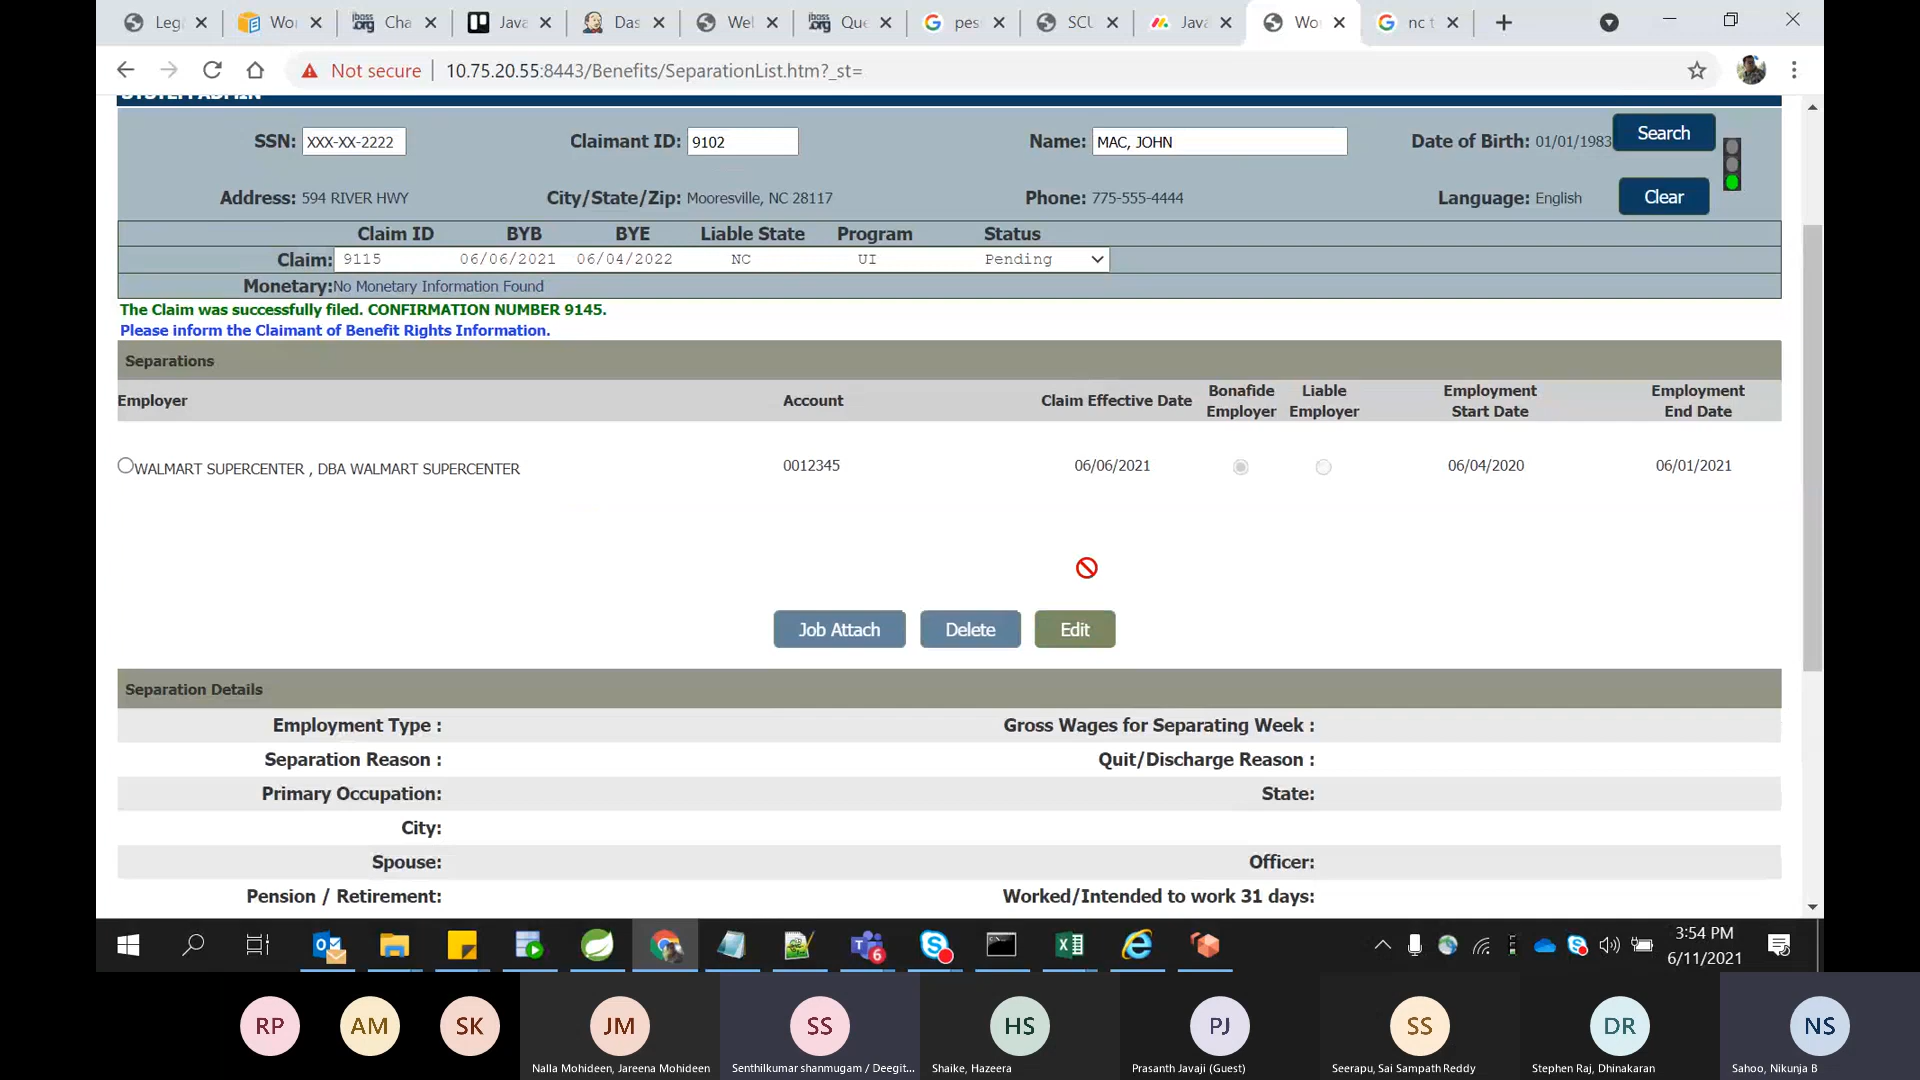 Leg
Wor
Cha
Java
Das
Wel
Que
pes
SCU
Java
Wo
nc t
Not secure
10.75.20.55:8443/Benefits/SeparationList.htm?_st=
SYSTEM ADMIN
SSN: XXX-XX-2222 Claimant ID: 9102 Name: MAC, JOHN Date of Birth: 01/01/1983 Search
Address: 594 RIVER HWY City/State/Zip: Mooresville, NC 28117 Phone: 775-555-4444 Language: English Clear
Claim ID BYB BYE Liable State Program Status
Claim: 9115 06/06/2021 06/04/2022 NC UI Pending
Monetary: No Monetary Information Found
The Claim was successfully filed. CONFIRMATION NUMBER 9145.
Please inform the Claimant of Benefit Rights Information.
Separations
Employer Account Claim Effective Date Bonafide Employer Liable Employer Employment Start Date Employment End Date
WALMART SUPERCENTER , DBA WALMART SUPERCENTER 0012345 06/06/2021 06/04/2020 06/01/2021
Job Attach Delete Edit
Separation Details
Employment Type : Gross Wages for Separating Week :
Separation Reason : Quit/Discharge Reason :
Primary Occupation: State:
City:
Spouse: Officer:
Pension / Retirement: Worked/Intended to work 31 days:
6
3:54 PM
6/11/2021
RP AM SK JM SS HS PJ SS DR NS
Nalla Mohideen, Jareena Mohideen
Senthilkumar shanmugam / Deegit...
Shaike, Hazeera
Prasanth Javaji (Guest)
Seerapu, Sai Sampath Reddy
Stephen Raj, Dhinakaran
Sahoo, Nikunja B